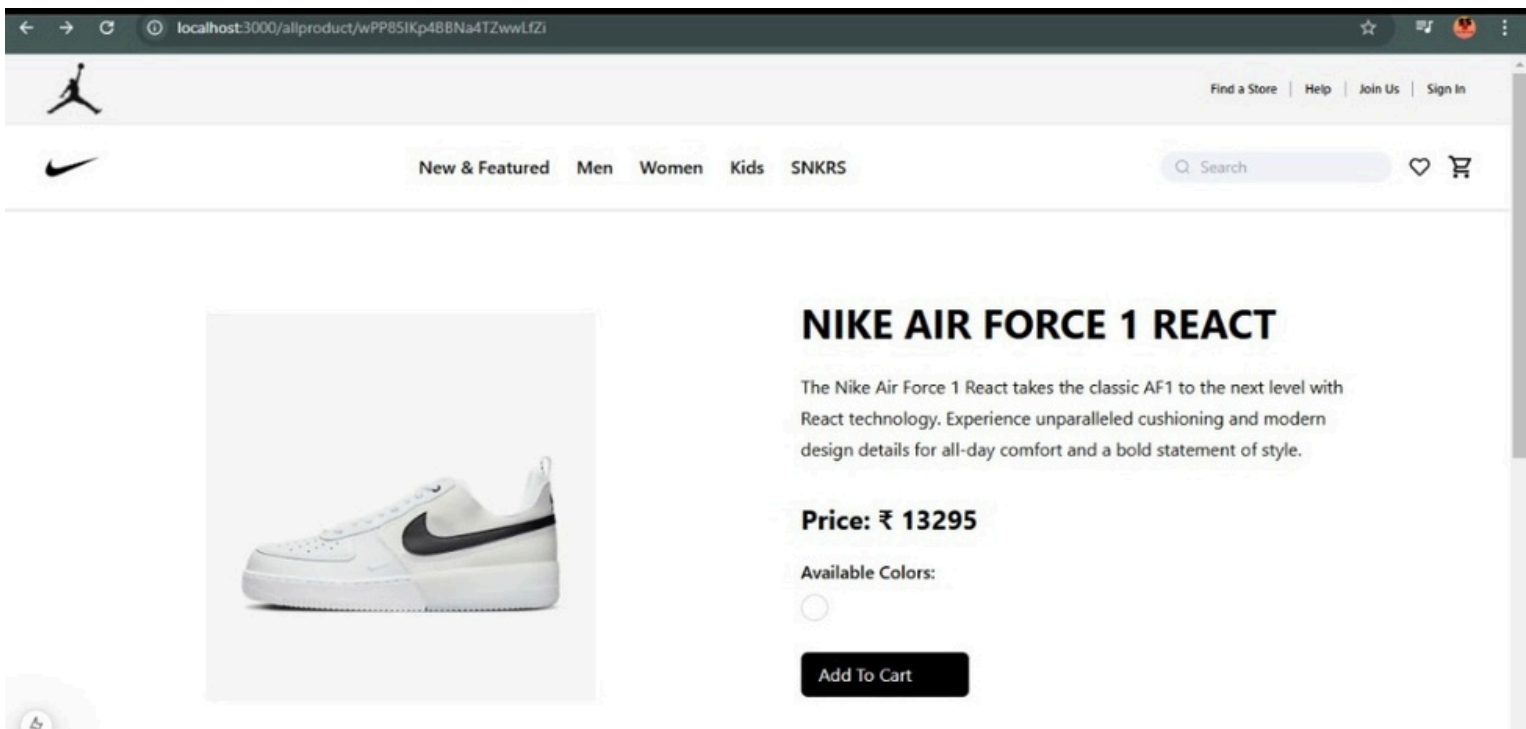 localhost:3000/allproduct/wPP85IKp4BBNa4TZwwLfZi
Find a Store | Help | Join Us | Sign In
New & Featured Men Women Kids SNKRS
Search
NIKE AIR FORCE 1 REACT
The Nike Air Force 1 React takes the classic AF1 to the next level with
React technology. Experience unparalleled cushioning and modern
design details for all-day comfort and a bold statement of style.
Price: ₹ 13295
Available Colors:
Add To Cart